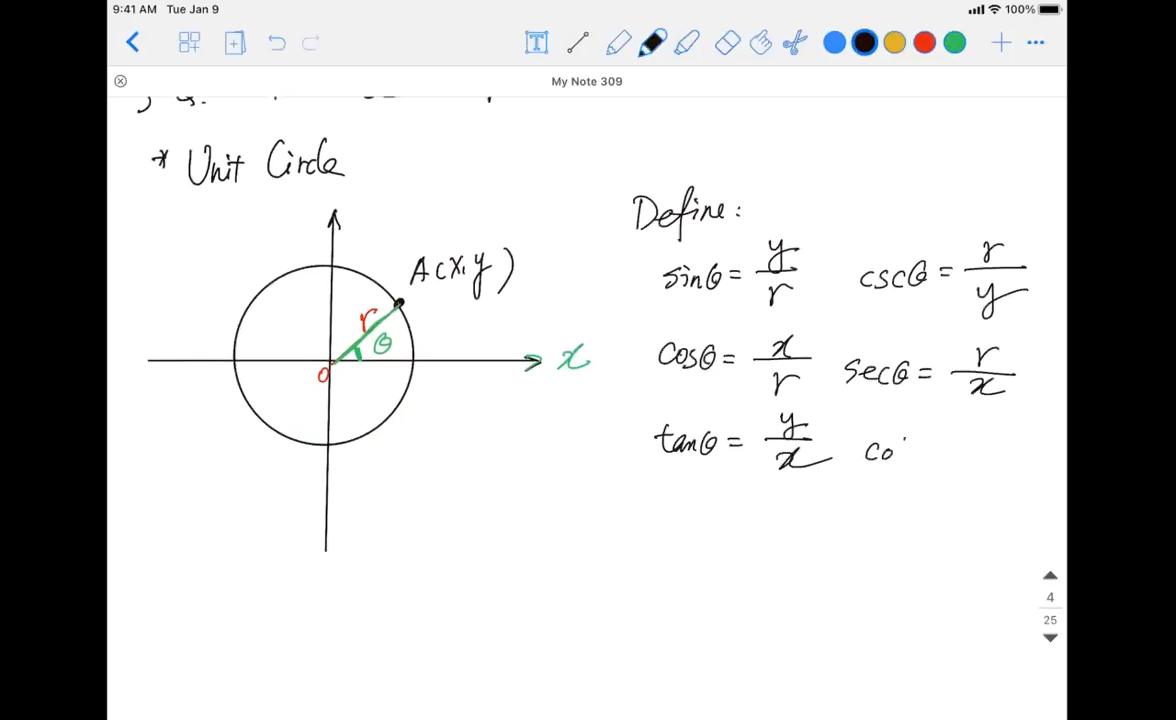 9:41 AM Tue Jan 9 100%
My Note 309
* Unit Circle
Define:
A(x,y)
sinθ = y/r cscθ = r/y
r
θ
cosθ = x/r secθ = r/x
x
O
tanθ = y/x co
4
25